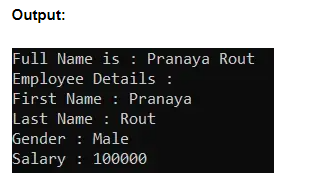 Output:
Full Name is : Pranaya Rout
Employee Details :
First Name : Pranaya
Last Name : Rout
Gender : Male
Salary : 100000